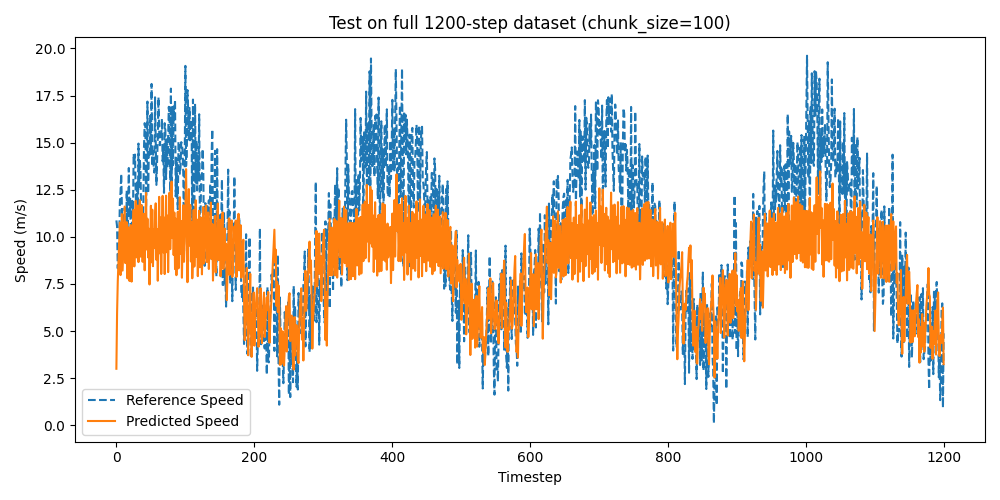 Test on full 1200-step dataset (chunk_size=100)
Speed (m/s)
20.0
17.5
15.0
12.5
10.0
7.5
5.0
2.5
0.0
Reference Speed
Predicted Speed
0 200 400 600 800 1000 1200
Timestep